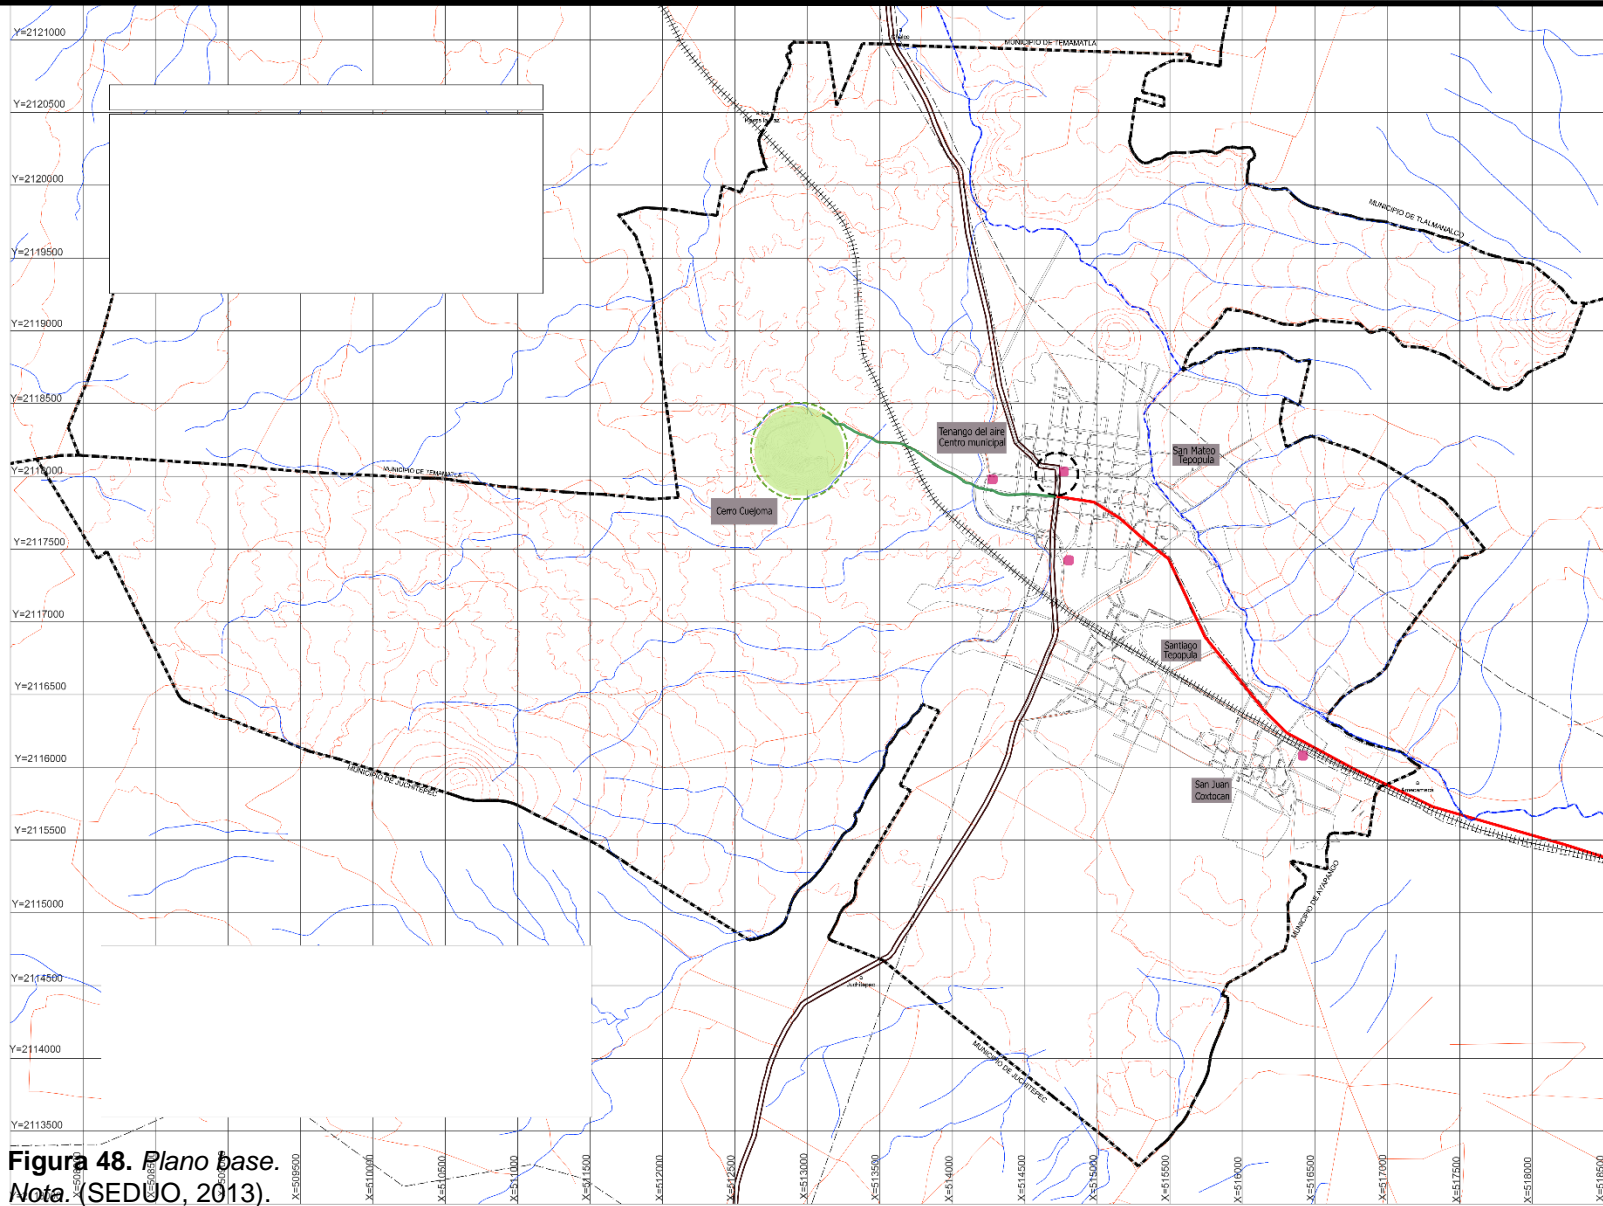 Y=2121000
MUNICIPIO DE TEMAMATLA
Y=2120500
Y=2120000
MUNICIPIO DE TLALMANALCO
Y=2119500
Y=2119000
Y=2118500
Tenango del aire
Centro municipal
San Mateo
Tepopula
Y=2118000
MUNICIPIO DE TEMAMATLA
Cerro Cuejoma
Y=2117500
Y=2117000
Santiago
Tepopula
Y=2116500
Y=2116000
MUNICIPIO DE JUCHITEPEC
San Juan
Coxtocan
Amecameca
Y=2115500
MUNICIPIO DE AYAPANGO
Y=2115000
Y=2114500
Juchitepec
Y=2114000
MUNICIPIO DE JUCHITEPEC
Y=2113500
X=509500
X=510000
X=510500
X=511000
X=511500
X=512000
X=512500
X=513000
X=513500
X=514000
X=514500
X=515000
X=515500
X=516000
X=516500
X=517000
X=517500
X=518000
X=518500
Figura 48. Plano base.
Nota. (SEDUO, 2013).